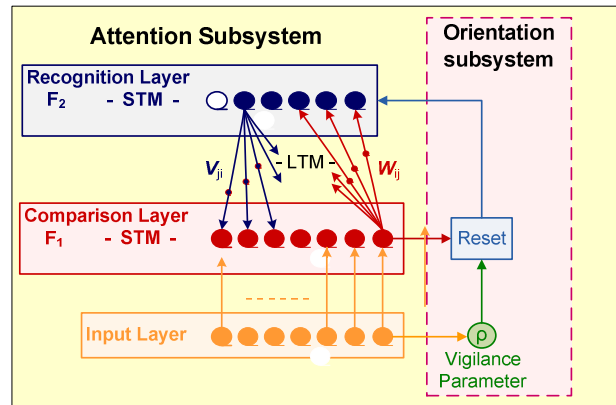 Attention Subsystem
Orientation
subsystem
Recognition Layer
F2 - STM -
Vji
- LTM -
Wij
Comparison Layer
F1 - STM -
Reset
Input Layer
ρ
Vigilance
Parameter